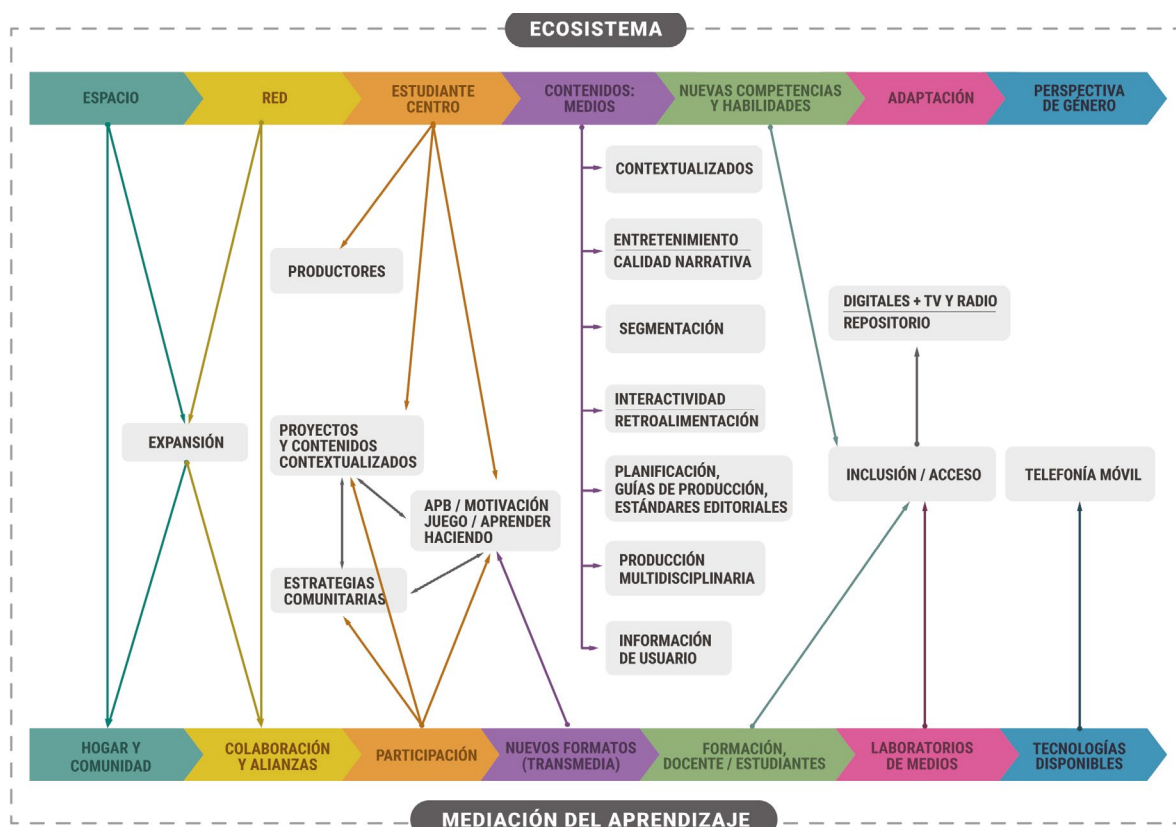 ECOSISTEMA
ESPACIO
RED
ESTUDIANTE
CENTRO
CONTENIDOS:
MEDIOS
NUEVAS COMPETENCIAS
Y HABILIDADES
ADAPTACIÓN
PERSPECTIVA
DE GÉNERO
CONTEXTUALIZADOS
ENTRETENIMIENTO
CALIDAD NARRATIVA
PRODUCTORES
DIGITALES + TV Y RADIO
REPOSITORIO
SEGMENTACIÓN
INTERACTIVIDAD
RETROALIMENTACIÓN
EXPANSIÓN
PROYECTOS
Y CONTENIDOS
CONTEXTUALIZADOS
PLANIFICACIÓN,
GUÍAS DE PRODUCCIÓN,
ESTÁNDARES EDITORIALES
INCLUSIÓN / ACCESO
TELEFONÍA MÓVIL
APB / MOTIVACIÓN
JUEGO / APRENDER
HACIENDO
PRODUCCIÓN
MULTIDISCIPLINARIA
ESTRATEGIAS
COMUNITARIAS
INFORMACIÓN
DE USUARIO
HOGAR Y
COMUNIDAD
COLABORACIÓN
Y ALIANZAS
PARTICIPACIÓN
NUEVOS FORMATOS
(TRANSMEDIA)
FORMACIÓN,
DOCENTE / ESTUDIANTES
LABORATORIOS
DE MEDIOS
TECNOLOGÍAS
DISPONIBLES
MEDIACIÓN DEL APRENDIZAJE